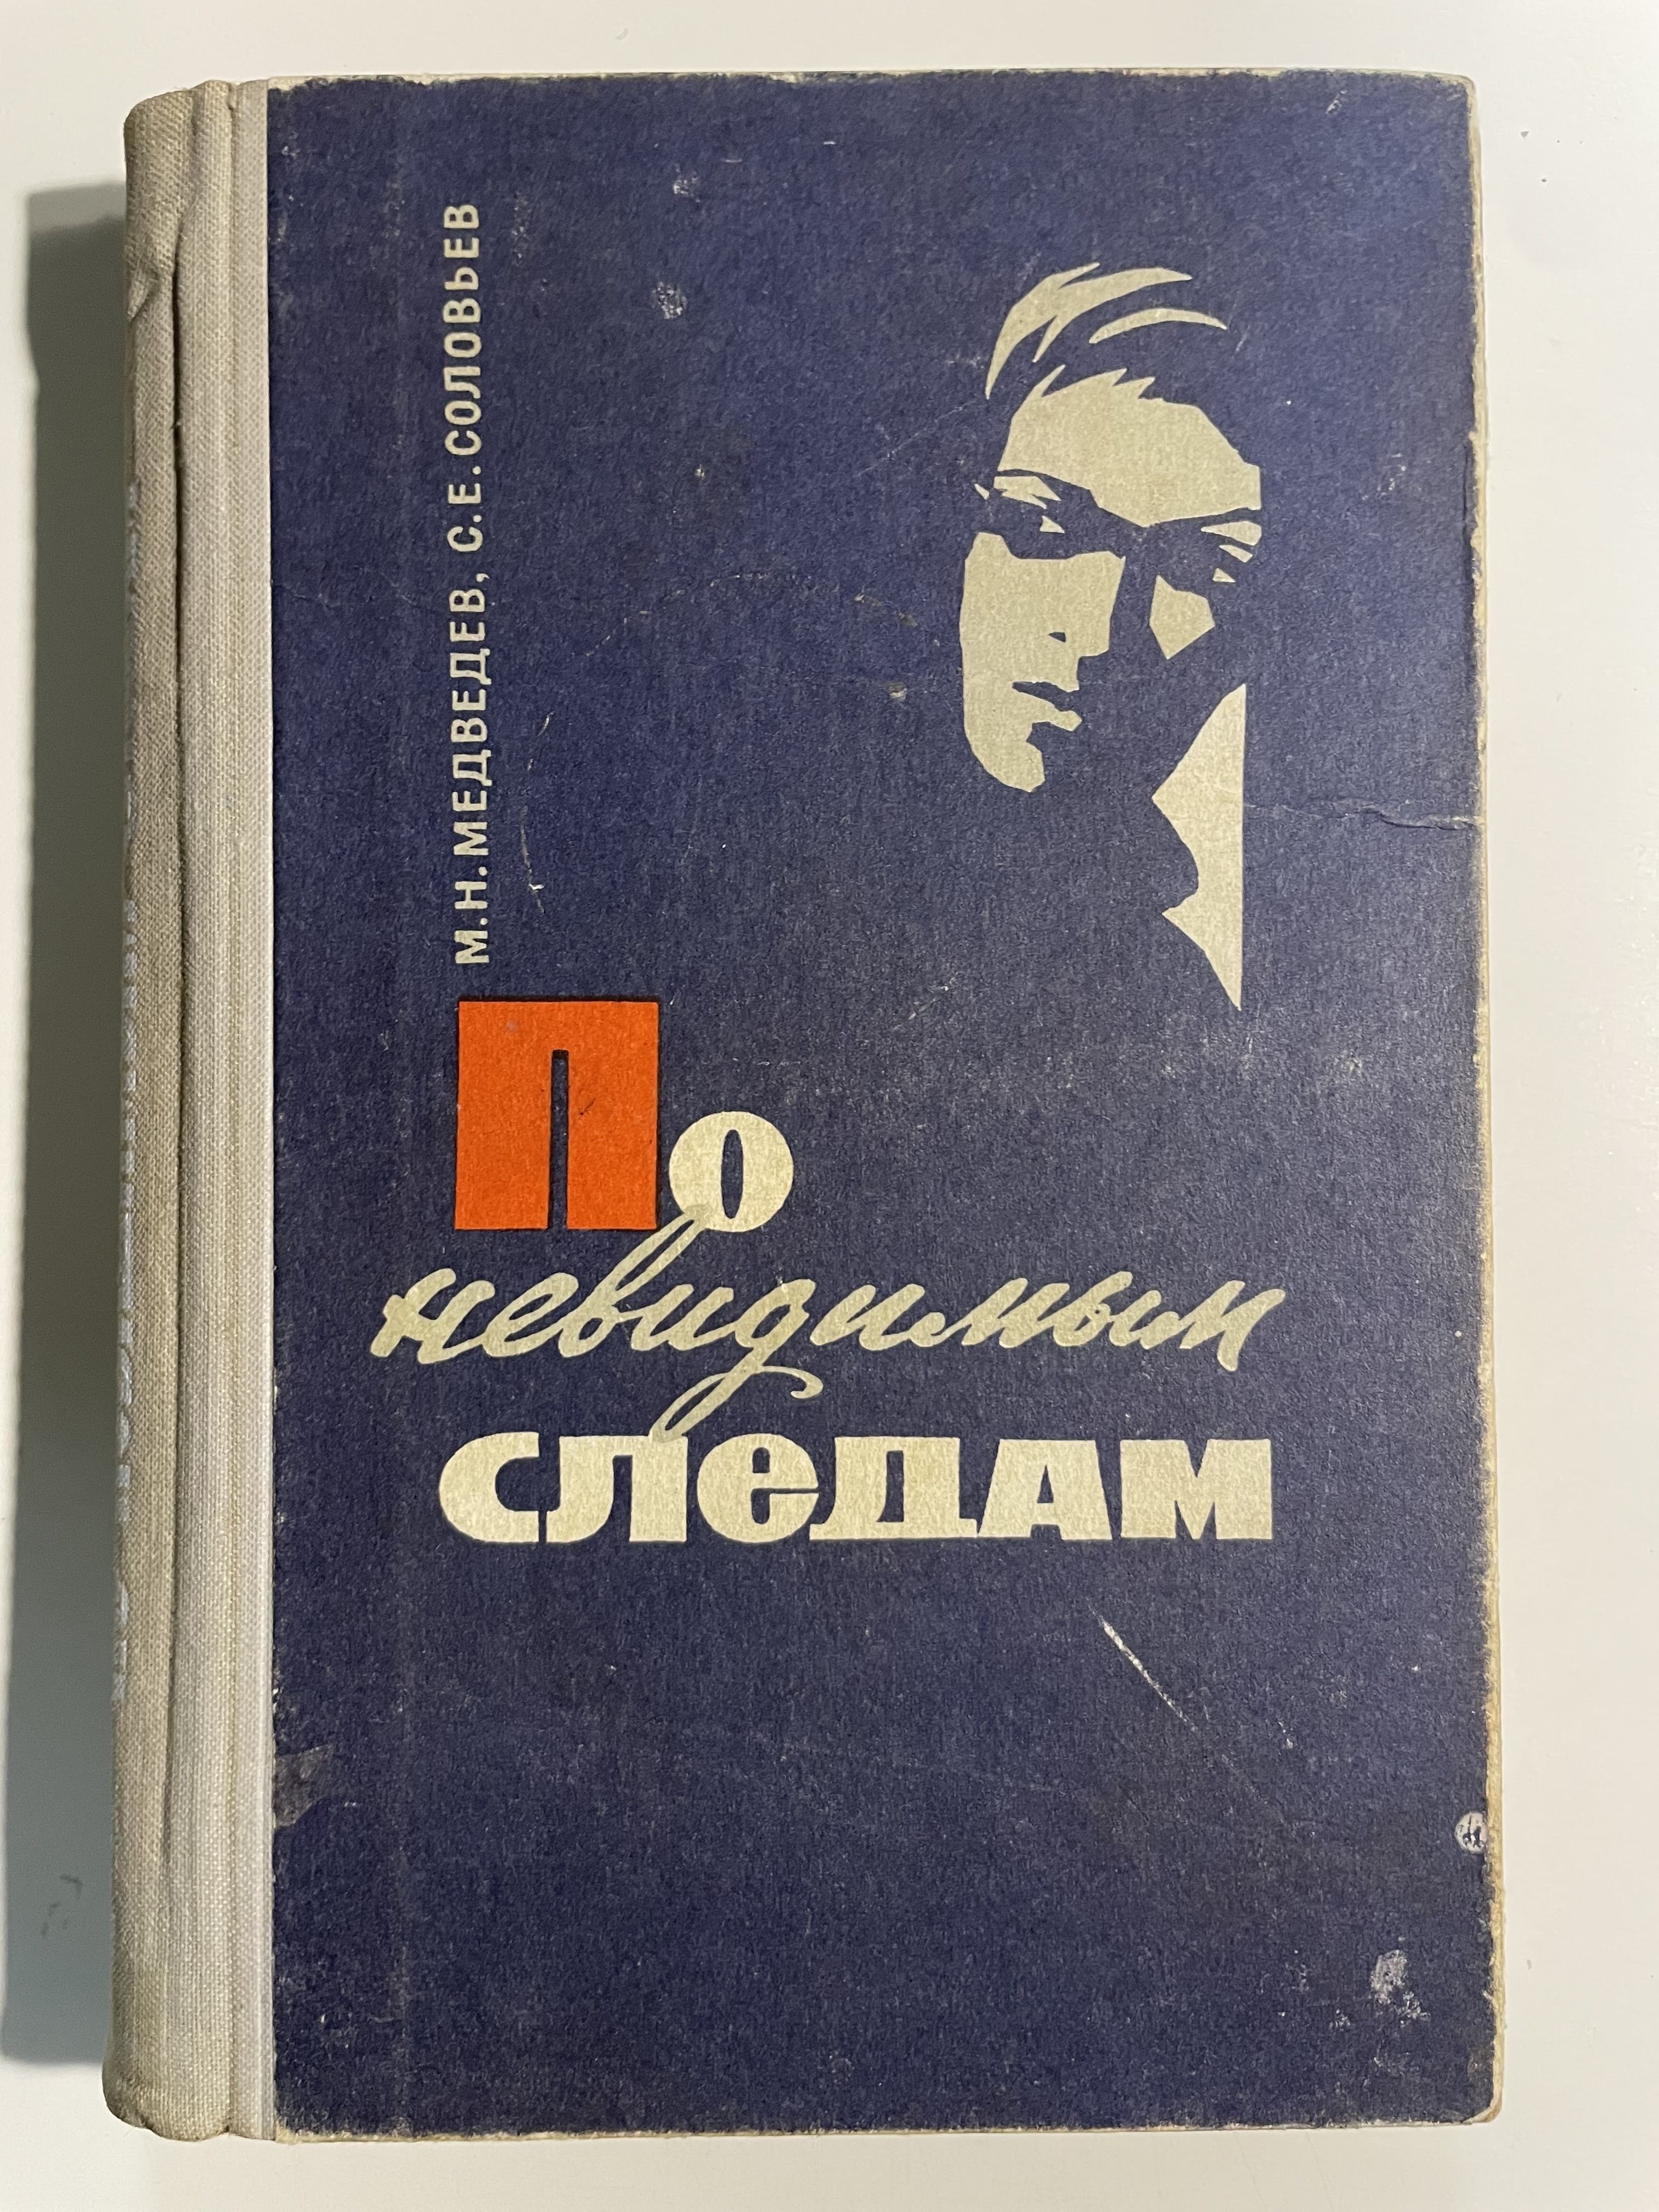 М.Н.МЕДВЕДЕВ, С.Е.СОЛОВЬЕВ
По
невидимым
следам